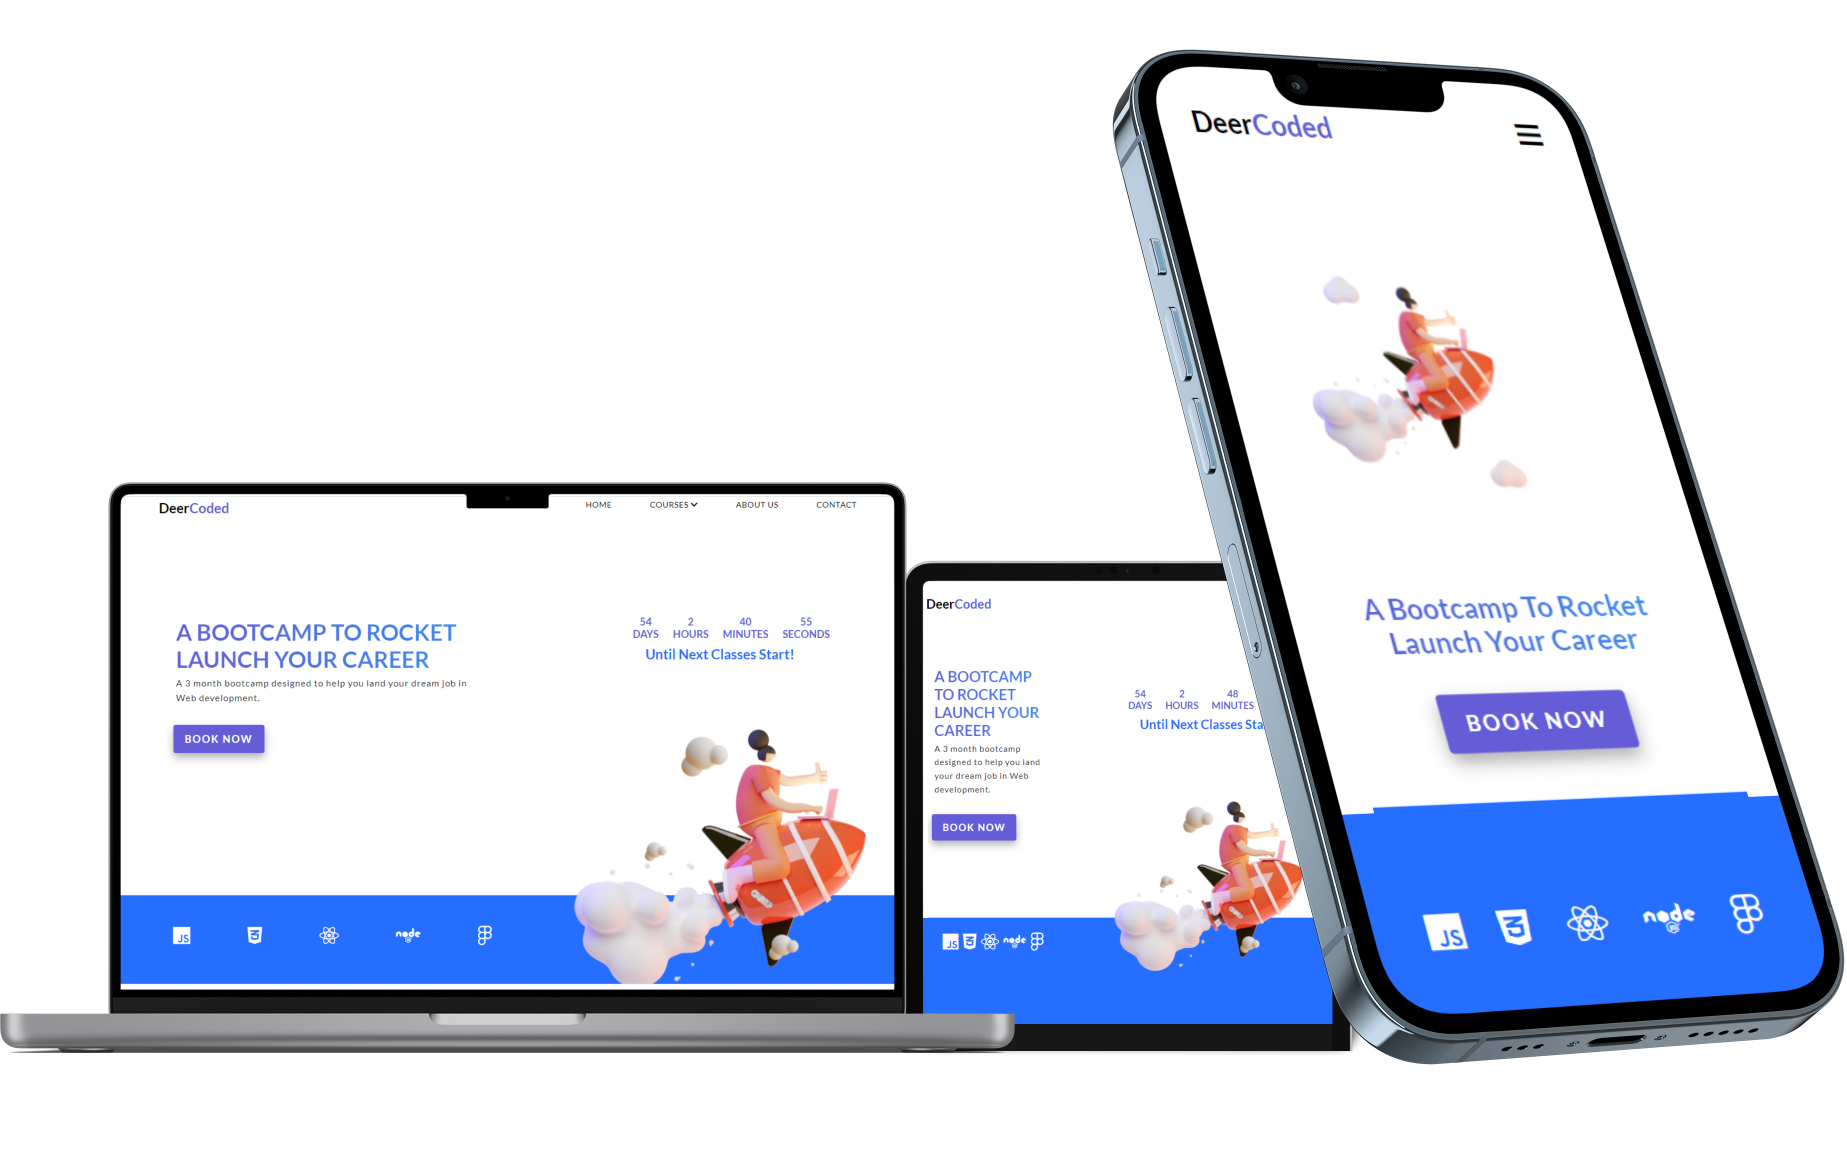 DeerCoded
HOME COURSES ABOUT US CONTACT
A BOOTCAMP TO ROCKET
LAUNCH YOUR CAREER
A 3 month bootcamp designed to help you land your dream job in
Web development.
BOOK NOW
54 2 40 55
DAYS HOURS MINUTES SECONDS
Until Next Classes Start!
JS
node
DeerCoded
A BOOTCAMP
TO ROCKET
LAUNCH YOUR
CAREER
A 3 month bootcamp
designed to help you land
your dream job in Web
development.
BOOK NOW
54 2 48
DAYS HOURS MINUTES
Until Next Classes Sta
JS
node
DeerCoded
A Bootcamp To Rocket
Launch Your Career
BOOK NOW
JS
node